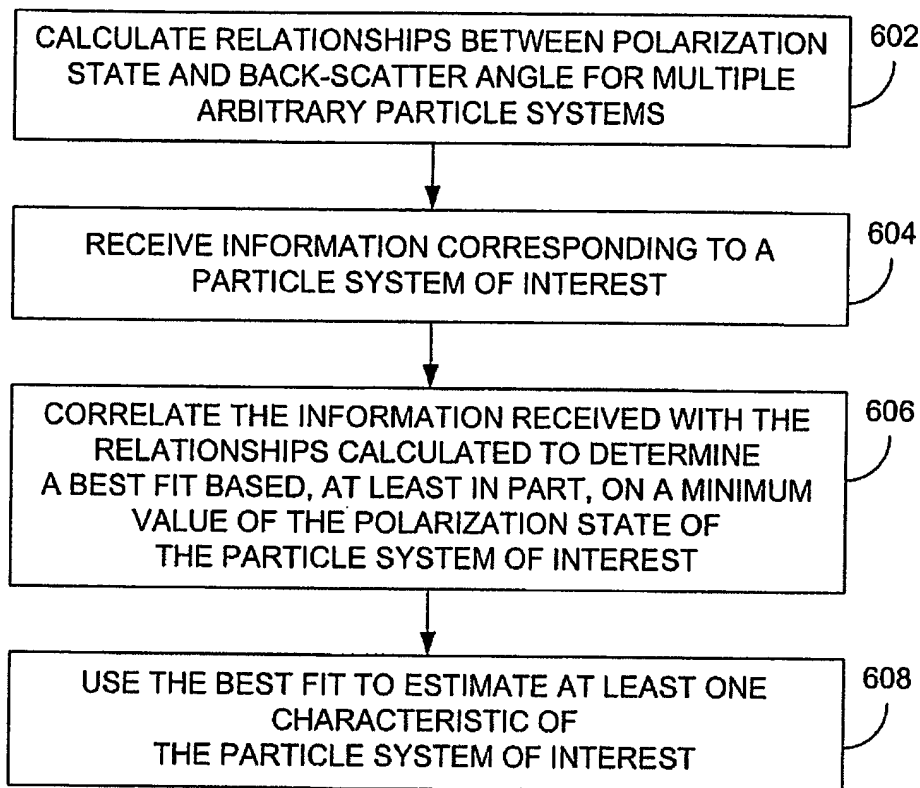 CALCULATE RELATIONSHIPS BETWEEN POLARIZATION
STATE AND BACK-SCATTER ANGLE FOR MULTIPLE
ARBITRARY PARTICLE SYSTEMS
602
RECEIVE INFORMATION CORRESPONDING TO A
PARTICLE SYSTEM OF INTEREST
604
CORRELATE THE INFORMATION RECEIVED WITH THE
RELATIONSHIPS CALCULATED TO DETERMINE
A BEST FIT BASED, AT LEAST IN PART, ON A MINIMUM
VALUE OF THE POLARIZATION STATE OF
THE PARTICLE SYSTEM OF INTEREST
606
USE THE BEST FIT TO ESTIMATE AT LEAST ONE
CHARACTERISTIC OF
THE PARTICLE SYSTEM OF INTEREST
608